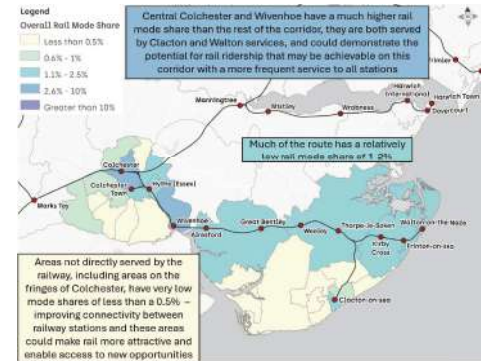 Legend
Overall Rail Mode Share
Less than 0.5%
0.6% - 1%
1.1% - 2.5%
2.6% - 10%
Greater than 10%
Central Colchester and Wivenhoe have a much higher rail
mode share than the rest of the corridor, they are both served
by Clacton and Walton services, and could demonstrate the
potential for rail ridership that may be achievable on this
corridor with a more frequent service to all stations
Trimley
Harwich
International
Harwich Town
Dovercourt
Manningtree
Mistley
Wrabness
Much of the route has a relatively
low rail mode share of 1-2%
Colchester
Colchester
Town
Hythe (Essex)
Marks Tey
Wivenhoe
Alresford
Great Bentley
Weeley
Thorpe-le-Soken
Kirby
Cross
Walton-on-the-Naze
Frinton-on-sea
Clacton-on-sea
Areas not directly served by the
railway, including areas on the
fringes of Colchester, have very low
mode shares of less than a 0.5% –
improving connectivity between
railway stations and these areas
could make rail more attractive and
enable access to new opportunities